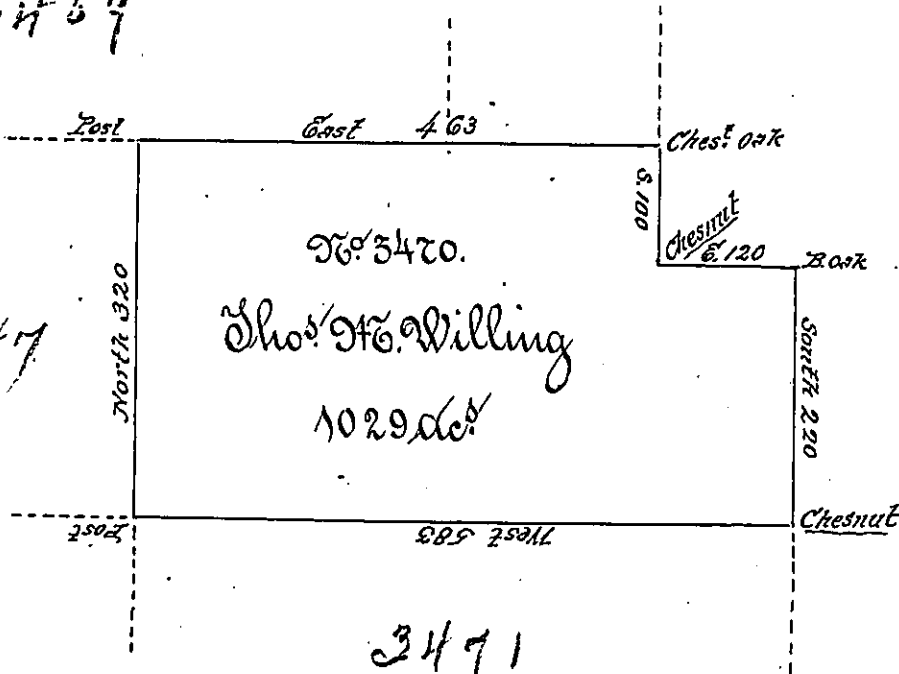 Post East 463 Ches.t Oak
S. 100
Chesnut
E. 120 B. Oak
No. 3470.
North 320
Thos. M. Willing
South 220
1029 Acs.
Post West 583 Chesnut
3471